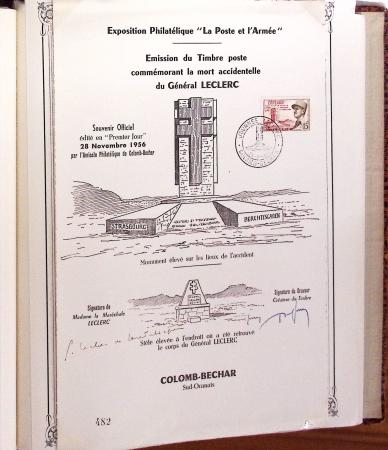 Exposition Philatélique "La Poste et l'Armée"
Emission du Timbre poste
commémorant la mort accidentelle
du Général LECLERC
Souvenir Officiel
édité en "Premier Jour"
28 Novembre 1956
par l'Amicale Philatélique de Colomb-Bechar
STRASBOURG
BERCHTESGADEN
Monument élevé sur les lieux de l'accident
Signature de
Madame la Maréchale
LECLERC
Signature du Graveur
Créateur du Timbre
Stèle élevée à l'endroit où a été retrouvé
le corps du Général LECLERC
COLOMB-BECHAR
Sud-Oranais
482